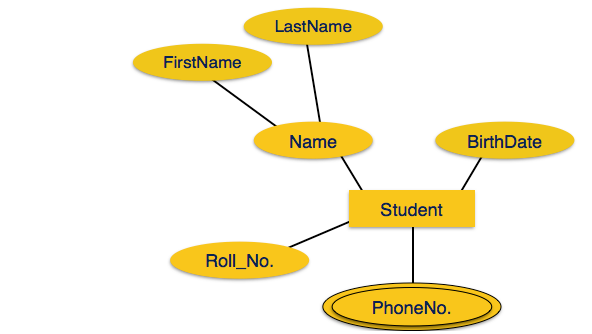 LastName
FirstName
Name
BirthDate
Student
Roll_No.
PhoneNo.